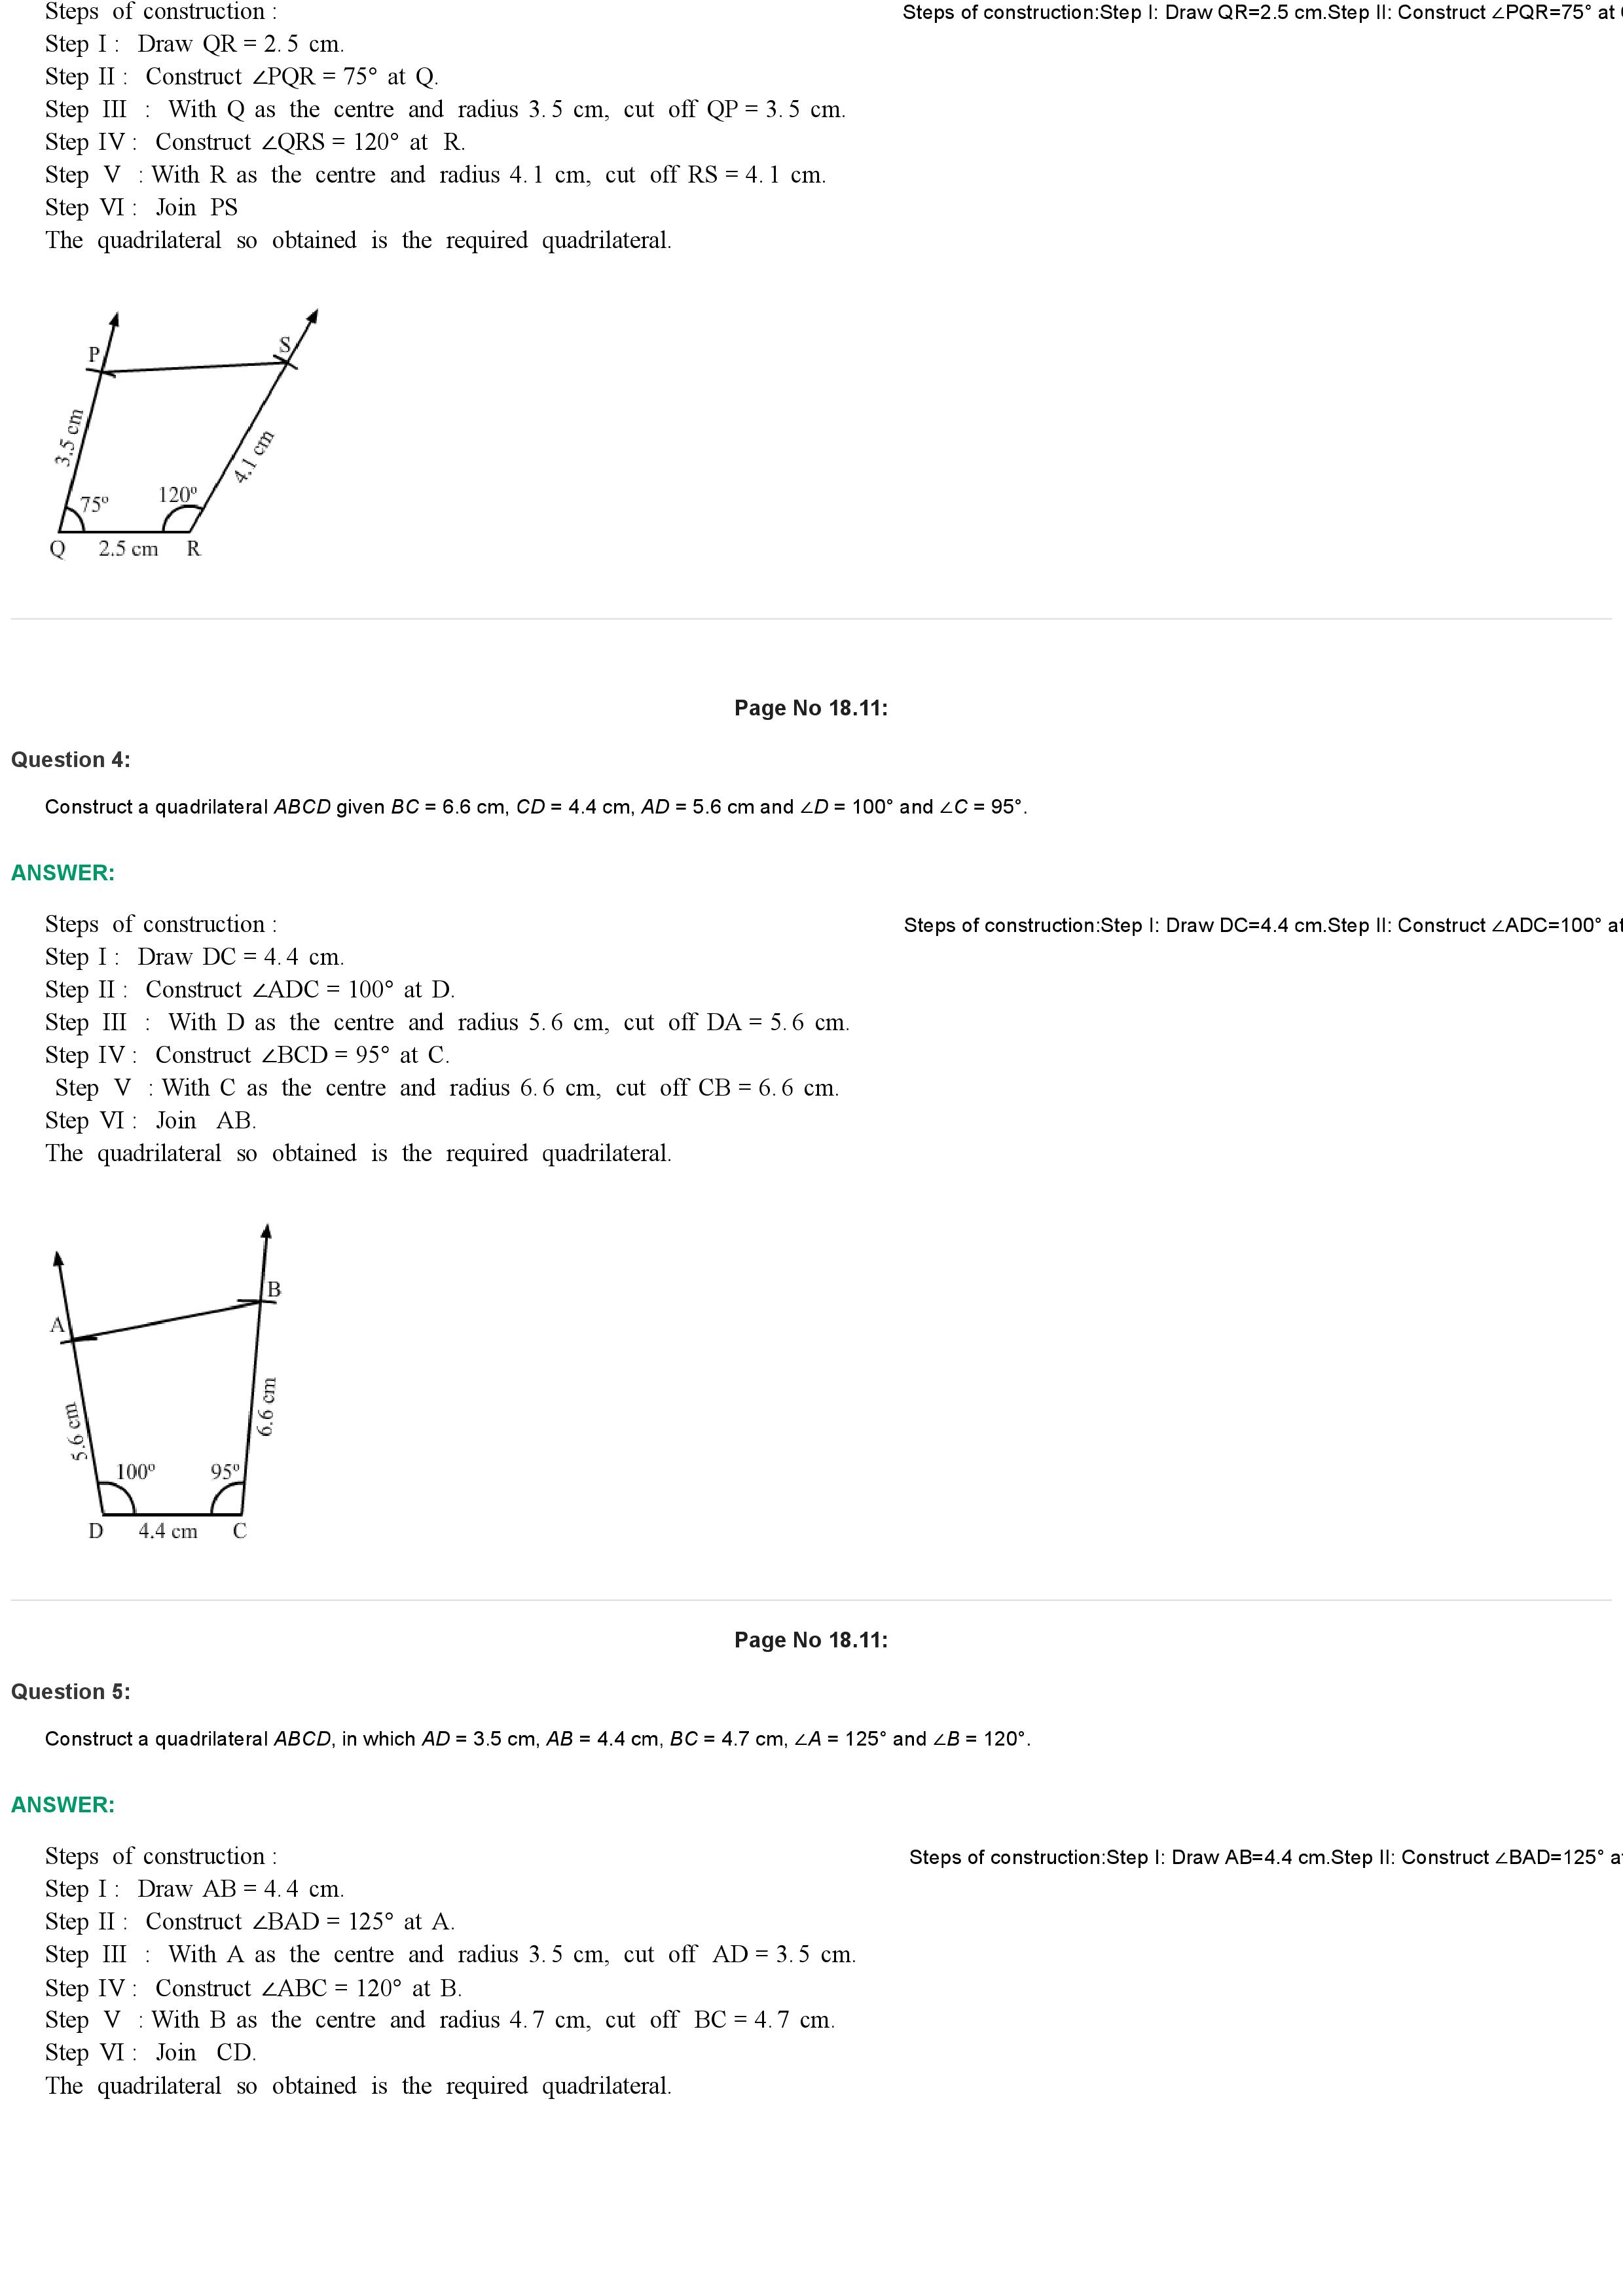 Steps of construction :
Steps of construction:Step I: Draw QR=2.5 cm.Step II: Construct ∠PQR=75° at
Step I : Draw QR = 2. 5 cm.
Step II : Construct ∠PQR = 75° at Q.
Step III : With Q as the centre and radius 3. 5 cm, cut off QP = 3. 5 cm.
Step IV : Construct ∠QRS = 120° at R.
Step V : With R as the centre and radius 4. 1 cm, cut off RS = 4. 1 cm.
Step VI : Join PS
The quadrilateral so obtained is the required quadrilateral.
P
S
3.5 cm
4.1 cm
75º
120º
Q 2.5 cm R
Page No 18.11:
Question 4:
Construct a quadrilateral ABCD given BC = 6.6 cm, CD = 4.4 cm, AD = 5.6 cm and ∠D = 100° and ∠C = 95°.
ANSWER:
Steps of construction :
Steps of construction:Step I: Draw DC=4.4 cm.Step II: Construct ∠ADC=100° at
Step I : Draw DC = 4. 4 cm.
Step II : Construct ∠ADC = 100° at D.
Step III : With D as the centre and radius 5. 6 cm, cut off DA = 5. 6 cm.
Step IV : Construct ∠BCD = 95° at C.
Step V : With C as the centre and radius 6. 6 cm, cut off CB = 6. 6 cm.
Step VI : Join AB.
The quadrilateral so obtained is the required quadrilateral.
B
A
5.6 cm
6.6 cm
100º
95º
D 4.4 cm C
Page No 18.11:
Question 5:
Construct a quadrilateral ABCD, in which AD = 3.5 cm, AB = 4.4 cm, BC = 4.7 cm, ∠A = 125° and ∠B = 120°.
ANSWER:
Steps of construction :
Steps of construction:Step I: Draw AB=4.4 cm.Step II: Construct ∠BAD=125°
Step I : Draw AB = 4. 4 cm.
Step II : Construct ∠BAD = 125° at A.
Step III : With A as the centre and radius 3. 5 cm, cut off AD = 3. 5 cm.
Step IV : Construct ∠ABC = 120° at B.
Step V : With B as the centre and radius 4. 7 cm, cut off BC = 4. 7 cm.
Step VI : Join CD.
The quadrilateral so obtained is the required quadrilateral.